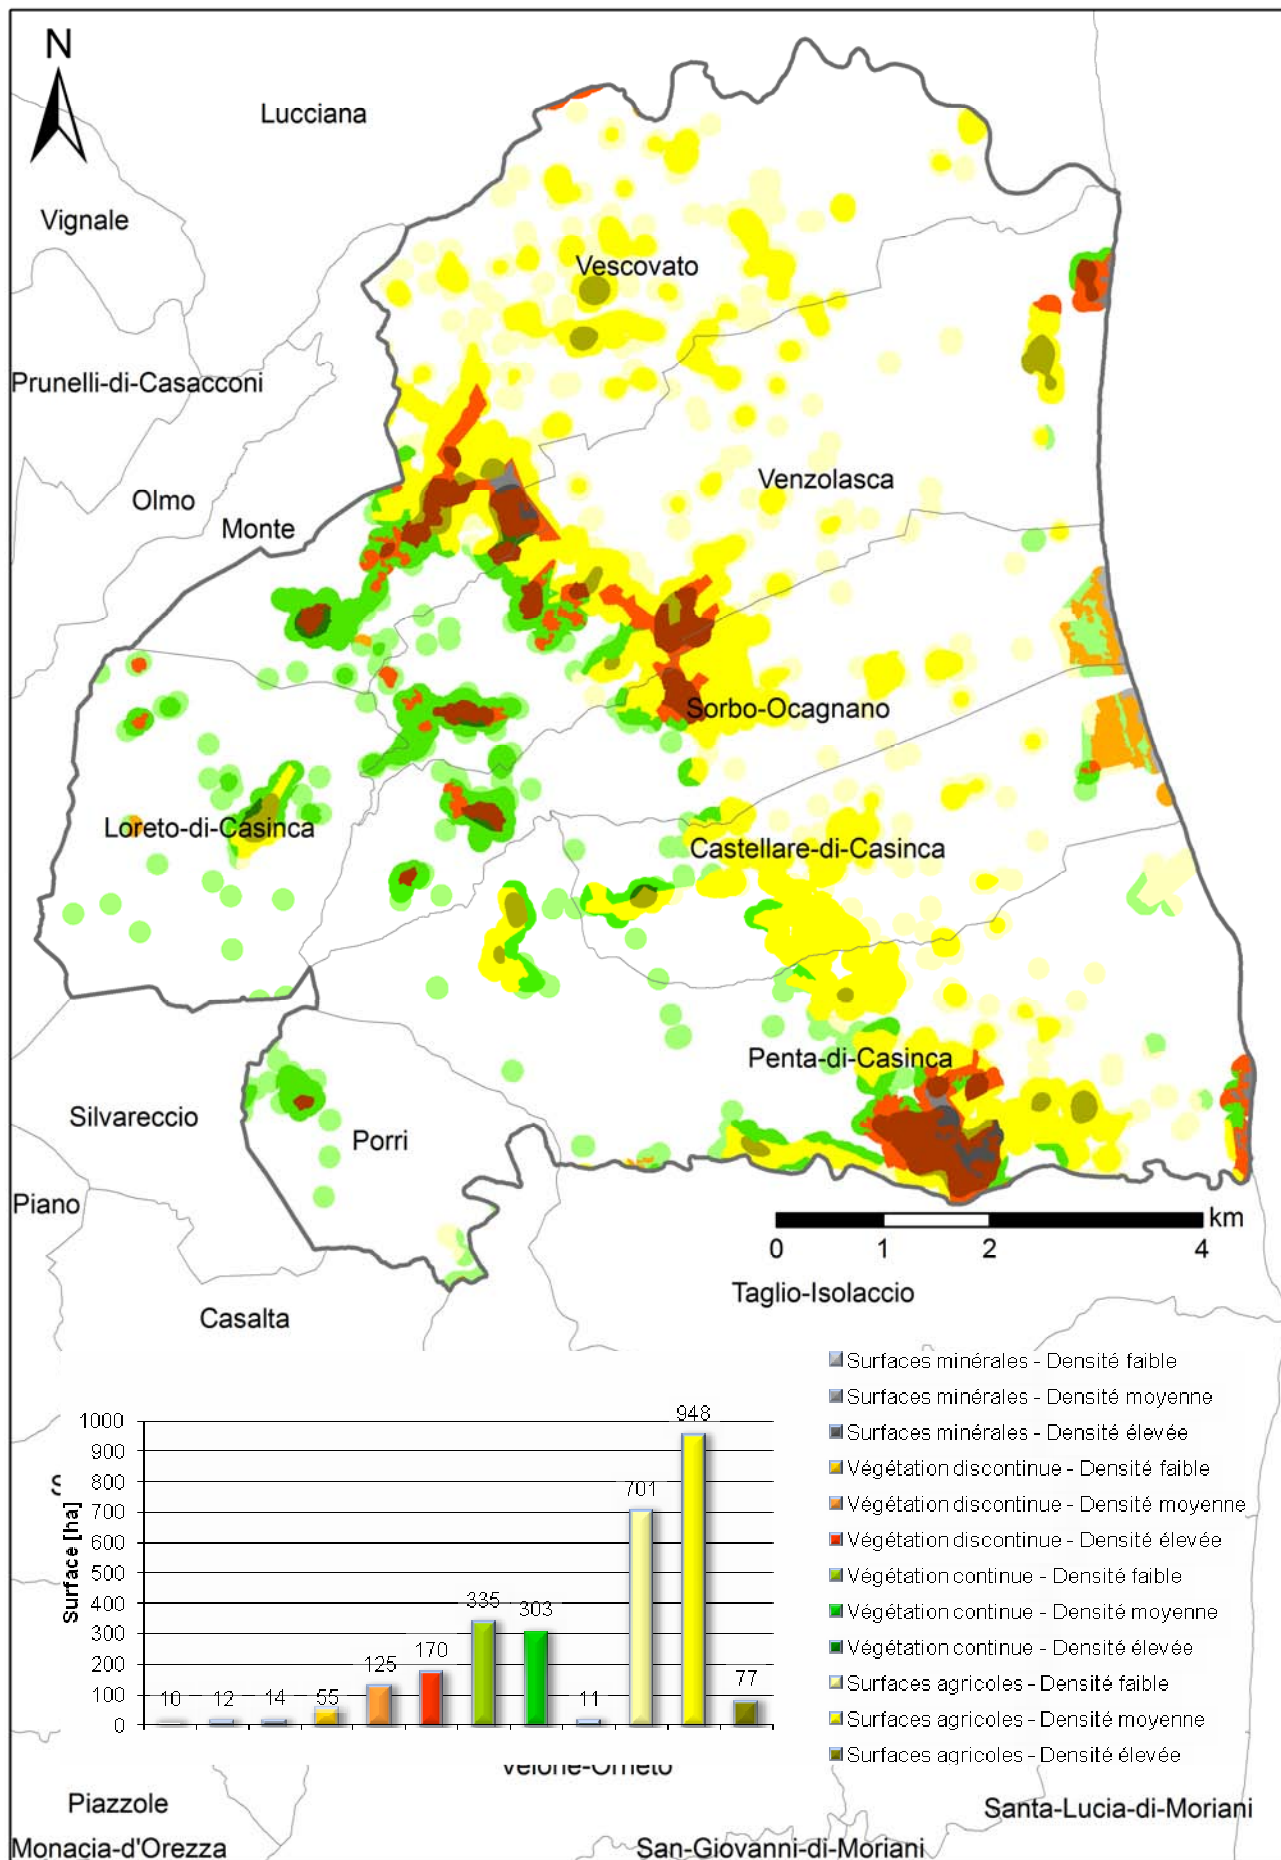 N
Lucciana
Vignale
Vescovato
Prunelli-di-Casacconi
Venzolasca
Olmo
Monte
Sorbo-Ocagnano
Loreto-di-Casinca
Castellare-di-Casinca
Penta-di-Casinca
Silvareccio
Porri
Piano
km
0 1 2 4
Taglio-Isolaccio
Casalta
Surface [ha]
1000
900
800
700
600
500
400
300
200
100
0
10 12 14 55 125 170 335 303 11 701 948 77
Surfaces minérales - Densité faible
Surfaces minérales - Densité moyenne
Surfaces minérales - Densité élevée
Végétation discontinue - Densité faible
Végétation discontinue - Densité moyenne
Végétation discontinue - Densité élevée
Végétation continue - Densité faible
Végétation continue - Densité moyenne
Végétation continue - Densité élevée
Surfaces agricoles - Densité faible
Surfaces agricoles - Densité moyenne
Surfaces agricoles - Densité élevée
Velone-Orneto
Piazzole
Santa-Lucia-di-Moriani
Monacia-d'Orezza
San-Giovanni-di-Moriani